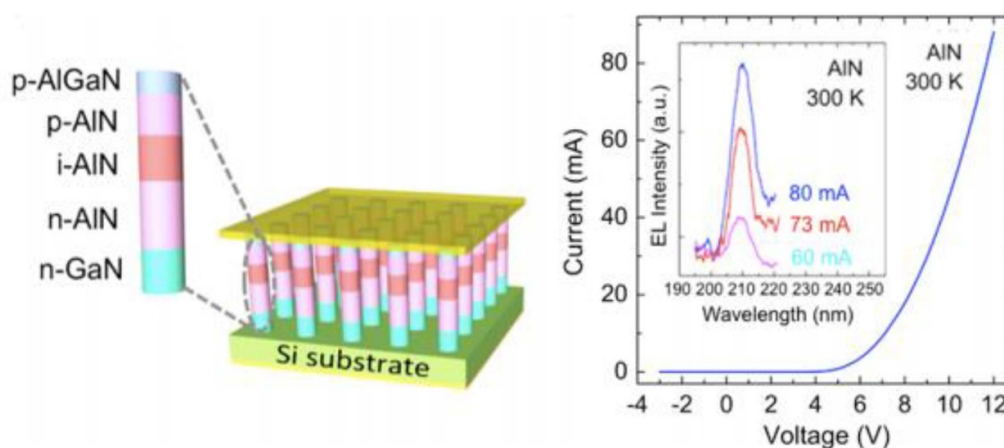 p-AlGaN
p-AlN
i-AlN
n-AlN
n-GaN
Si substrate
Current (mA)
80
60
40
20
0
-4 -2 0 2 4 6 8 10 12
Voltage (V)
AlN
300 K
EL Intensity (a.u.)
AlN
300 K
80 mA
73 mA
60 mA
190 200 210 220 230 240 250
Wavelength (nm)